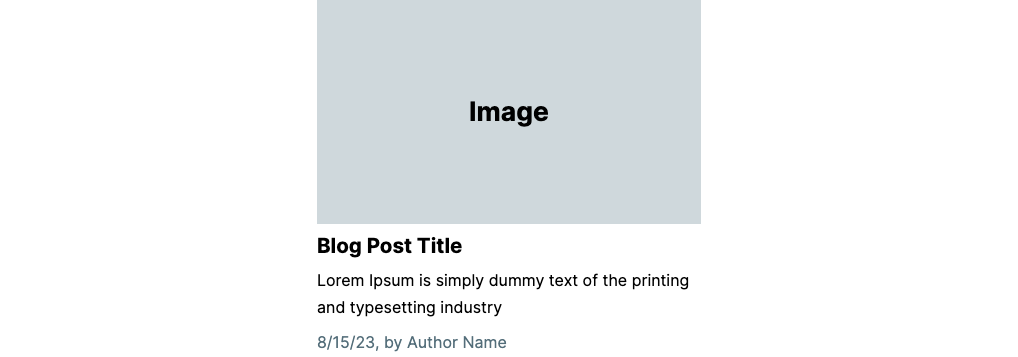 Image
Blog Post Title
Lorem Ipsum is simply dummy text of the printing
and typesetting industry
8/15/23, by Author Name